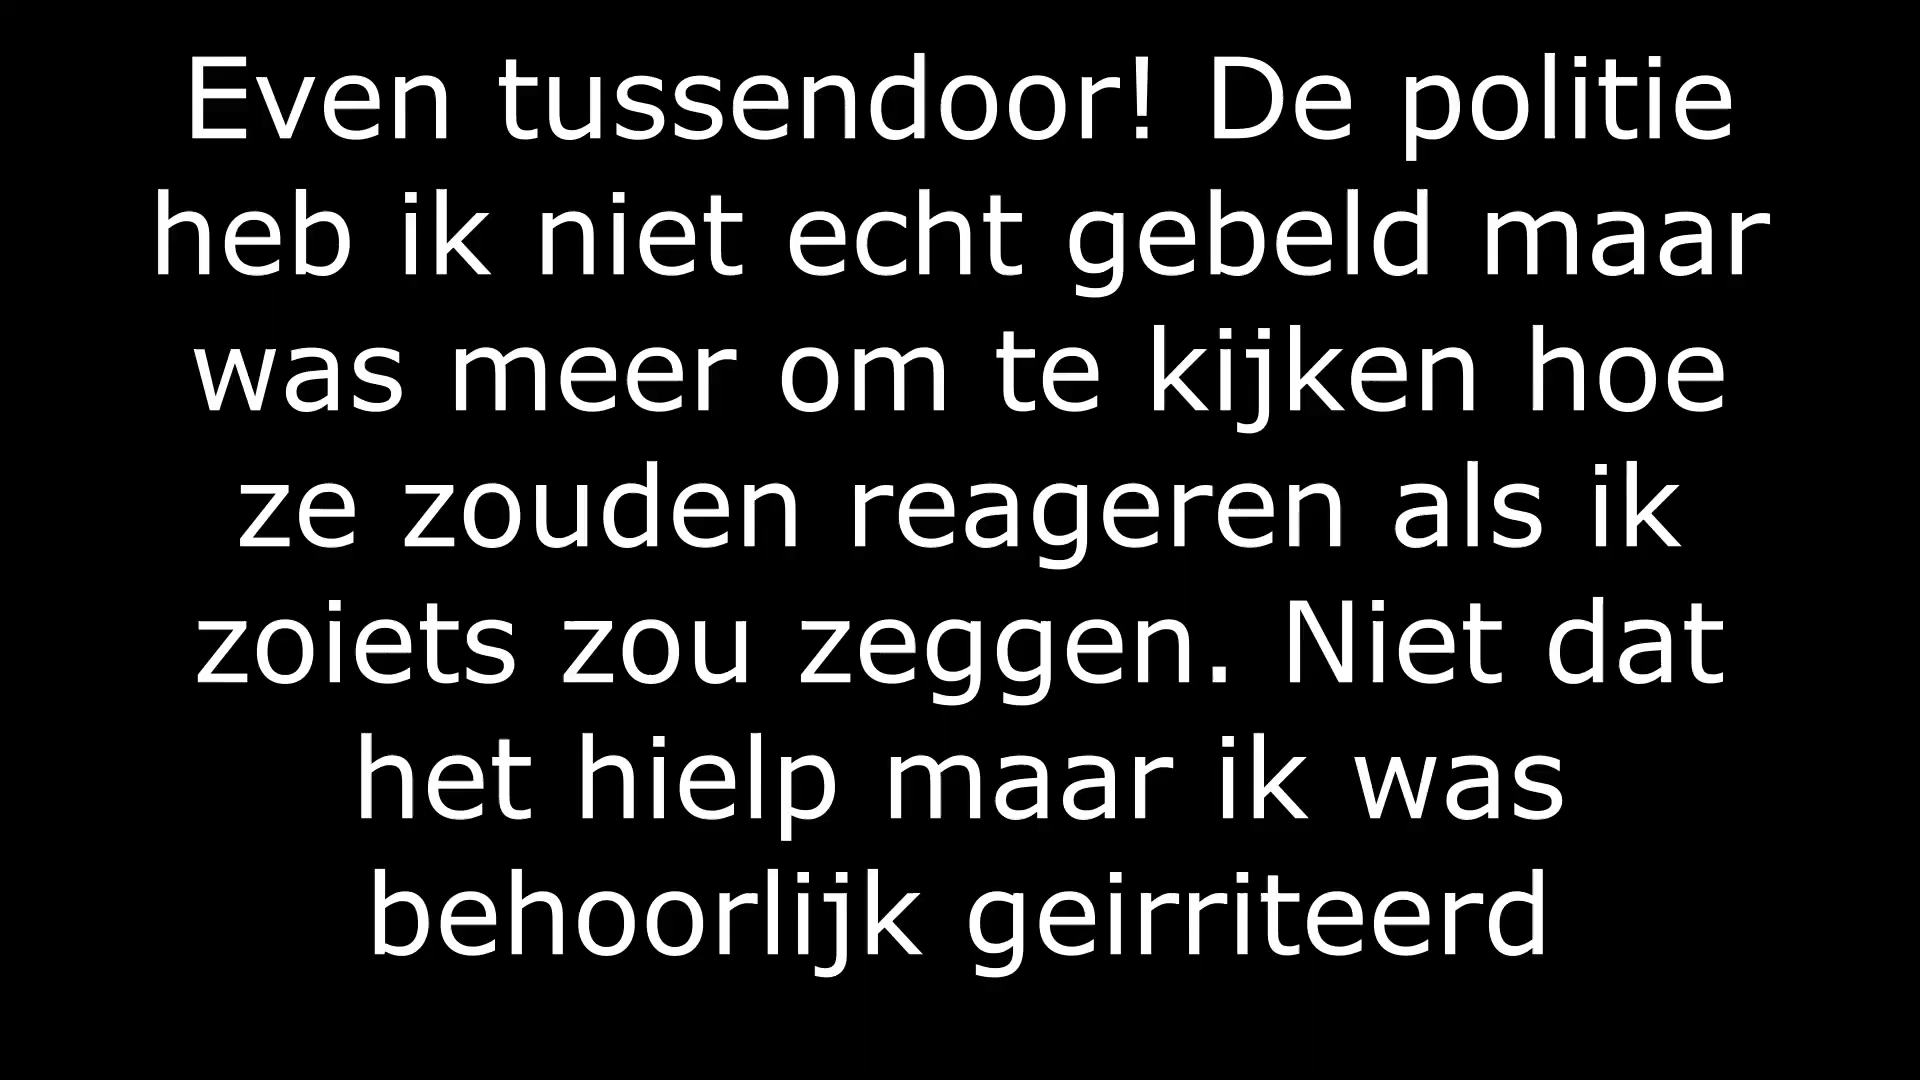 Even tussendoor! De politie
heb ik niet echt gebeld maar
was meer om te kijken hoe
ze zouden reageren als ik
zoiets zou zeggen. Niet dat
het hielp maar ik was
behoorlijk geirriteerd